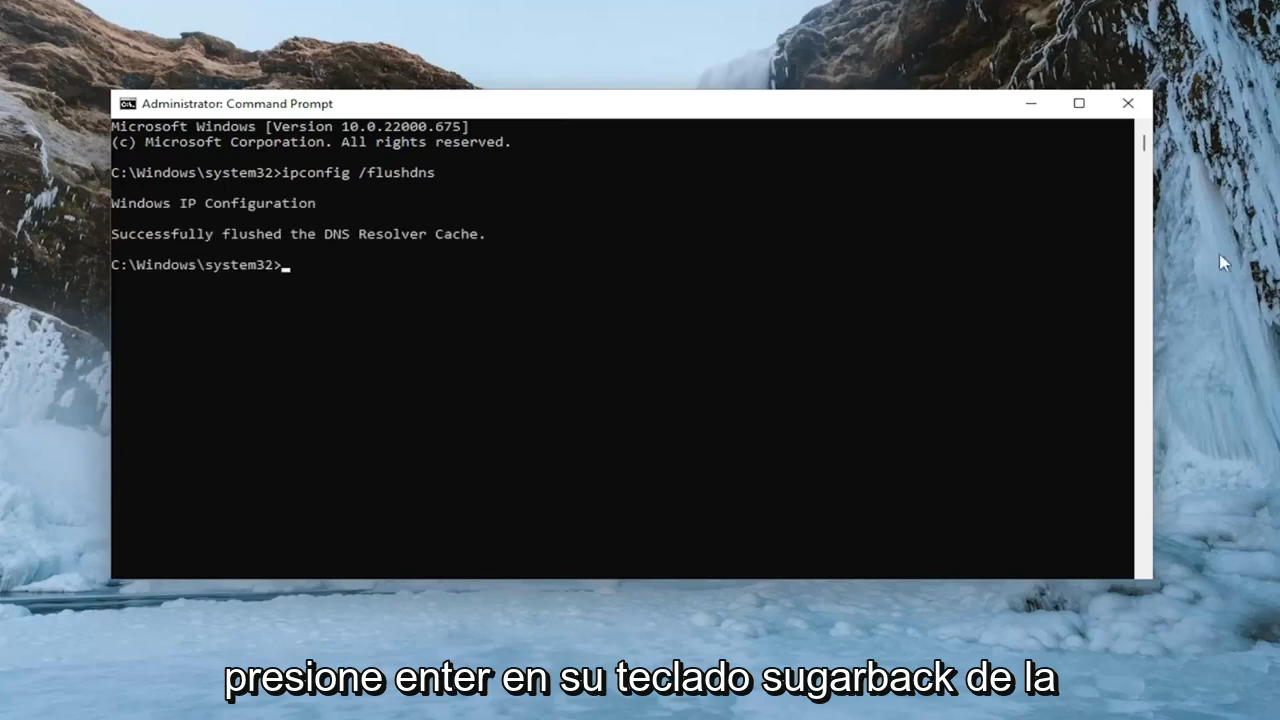 Administrator: Command Prompt
Microsoft Windows [Version 10.0.22000.675]
(c) Microsoft Corporation. All rights reserved.
C:\Windows\system32>ipconfig /flushdns
Windows IP Configuration
Successfully flushed the DNS Resolver Cache.
C:\Windows\system32>
presione enter en su teclado sugarback de la